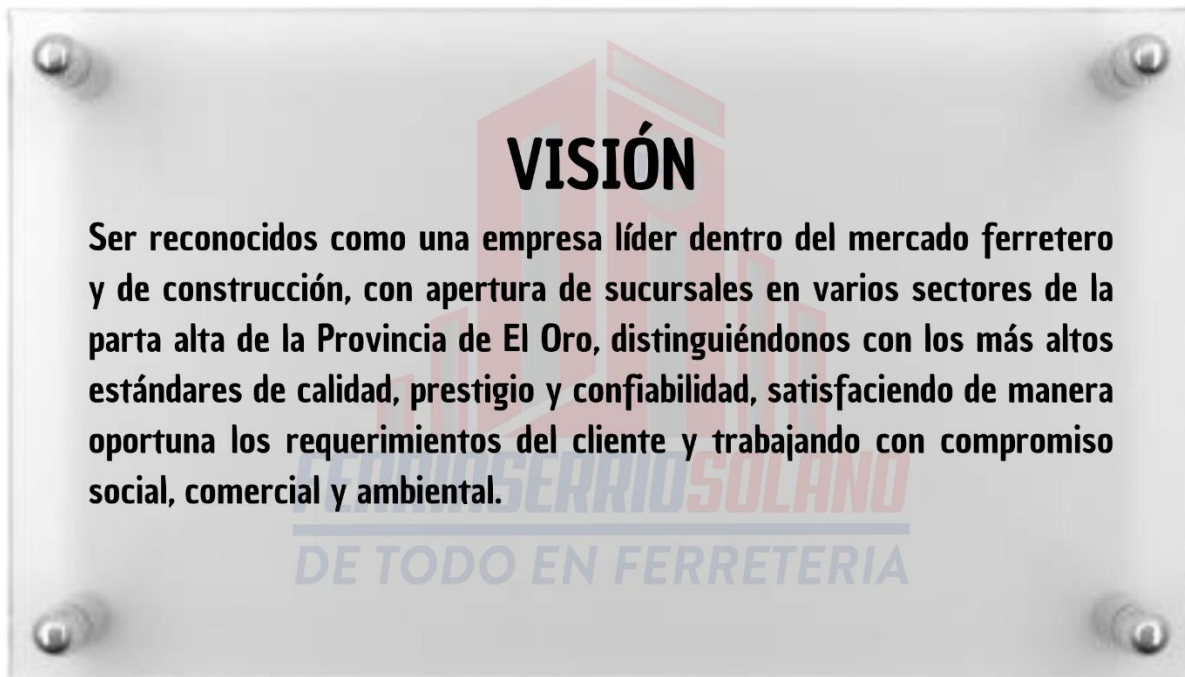 VISIÓN
Ser reconocidos como una empresa líder dentro del mercado ferretero
y de construcción, con apertura de sucursales en varios sectores de la
parta alta de la Provincia de El Oro, distinguiéndonos con los más altos
estándares de calidad, prestigio y confiabilidad, satisfaciendo de manera
oportuna los requerimientos del cliente y trabajando con compromiso
social, comercial y ambiental.
DE TODO EN FERRETERIA